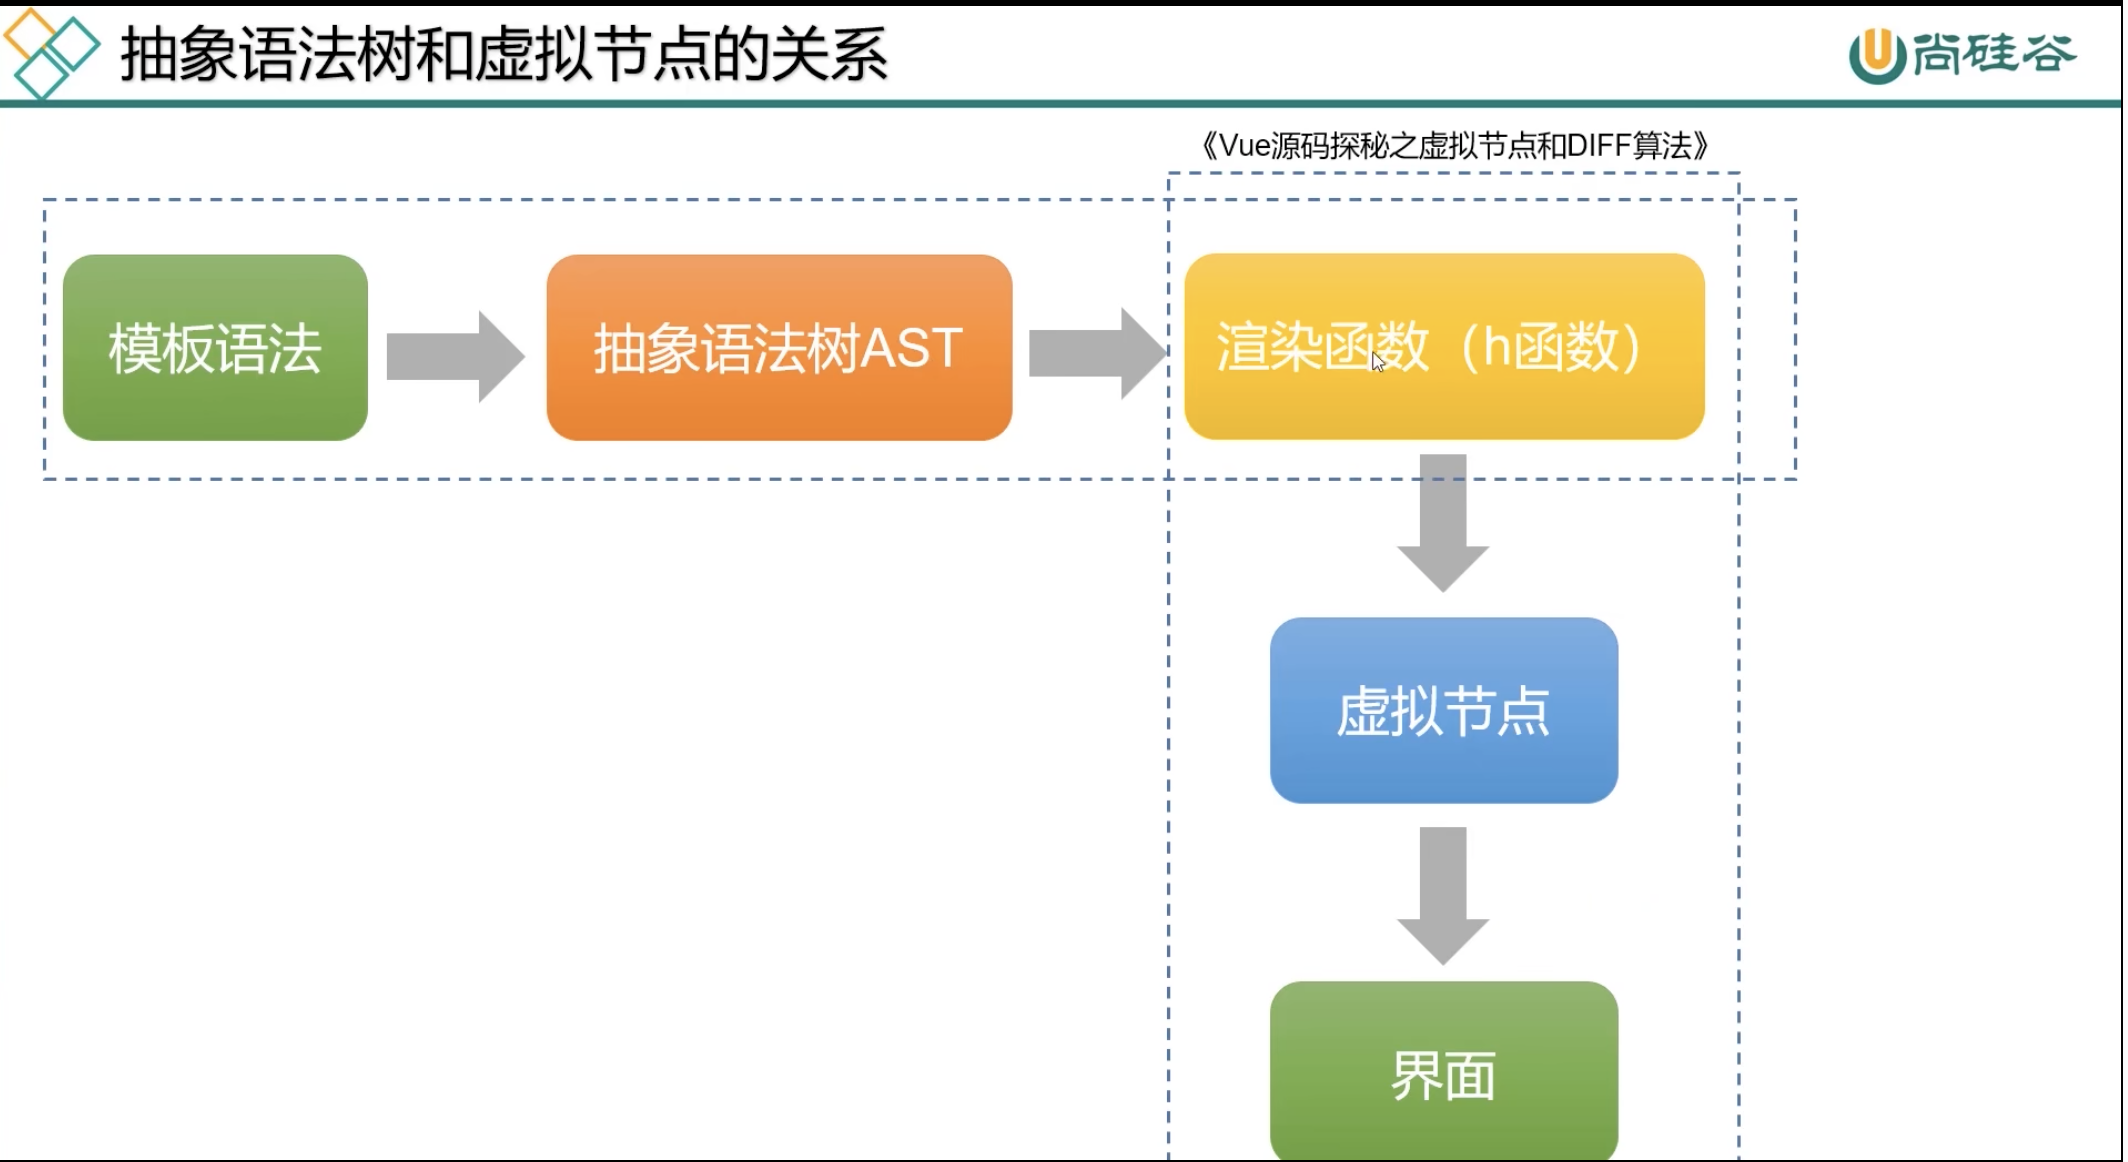 抽象语法树和虚拟节点的关系
尚硅谷
《Vue源码探秘之虚拟节点和DIFF算法》
模板语法
抽象语法树AST
渲染函数（h函数）
虚拟节点
界面